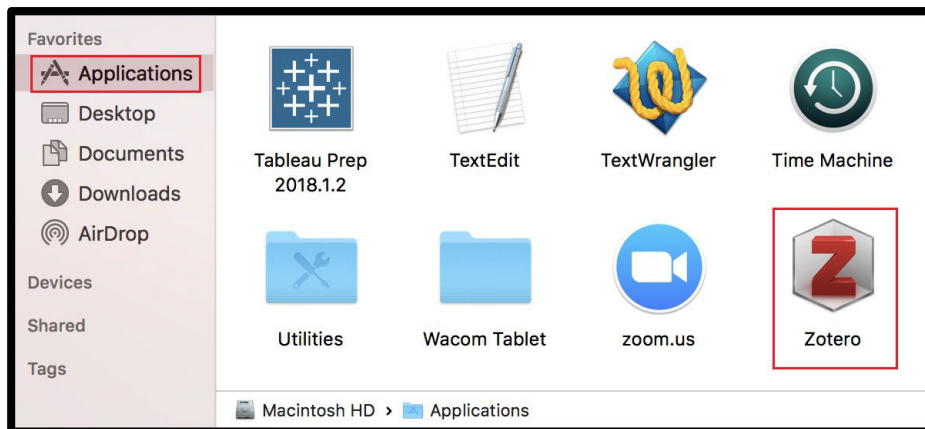 Favorites
Applications
Desktop
Documents
Downloads
AirDrop
Devices
Shared
Tags
Tableau Prep
2018.1.2
TextEdit
TextWrangler
Time Machine
Utilities
Wacom Tablet
zoom.us
Z
Zotero
Macintosh HD › Applications